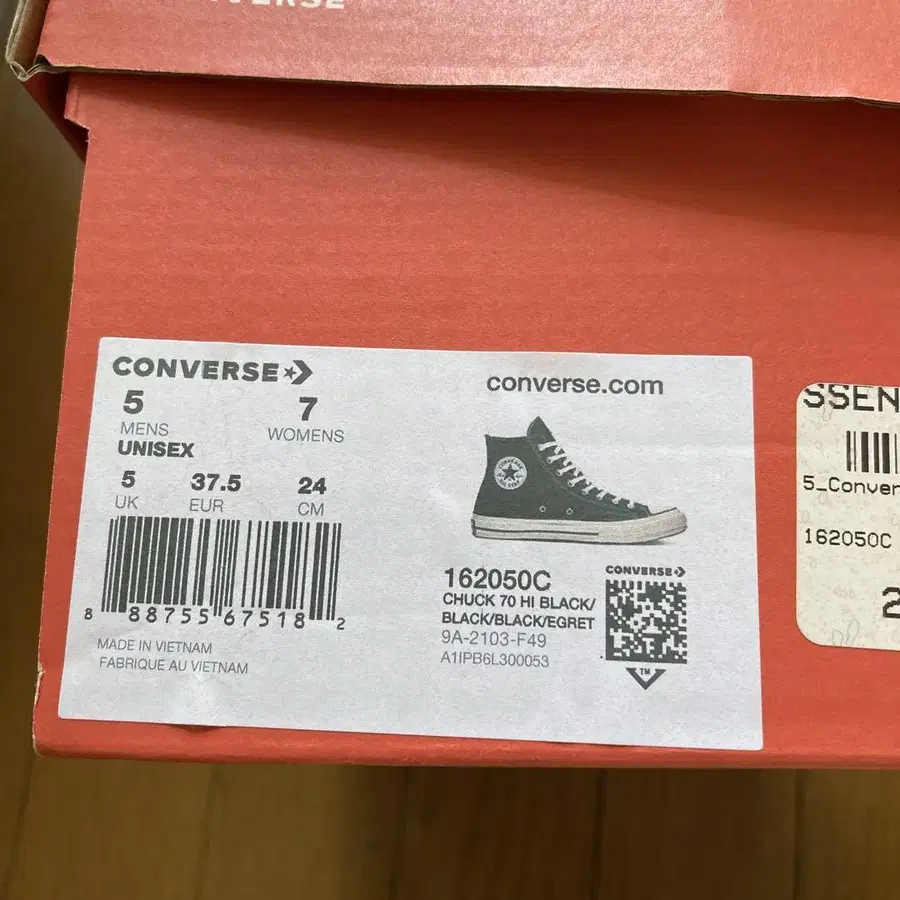 CONVERSE
CONVERSE
converse.com
5
7
MENS
WOMENS
UNISEX
5
37.5
24
UK
EUR
CM
8 88755 67518 2
MADE IN VIETNAM
FABRIQUE AU VIETNAM
162050C
CHUCK 70 HI BLACK/
BLACK/BLACK/EGRET
9A-2103-F49
A1IPB6L300053
CONVERSE
TM
SSEN
5_Conver
162050C
2